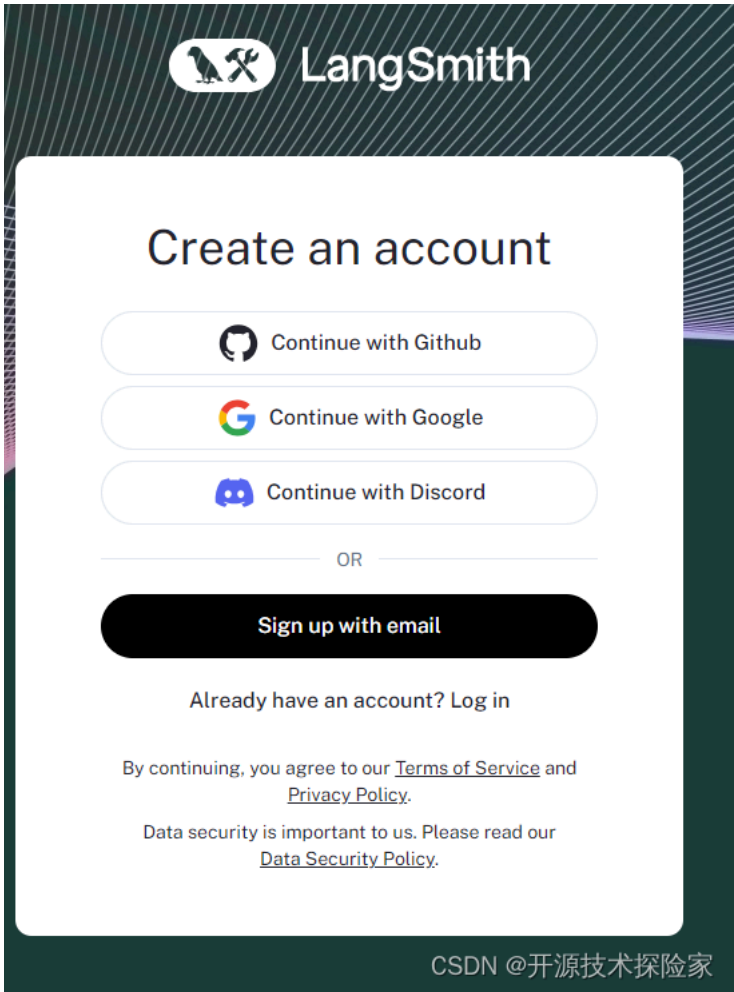 LangSmith
Create an account
Continue with Github
Continue with Google
Continue with Discord
OR
Sign up with email
Already have an account? Log in
By continuing, you agree to our Terms of Service and
Privacy Policy.
Data security is important to us. Please read our
Data Security Policy.
CSDN @开源技术探险家